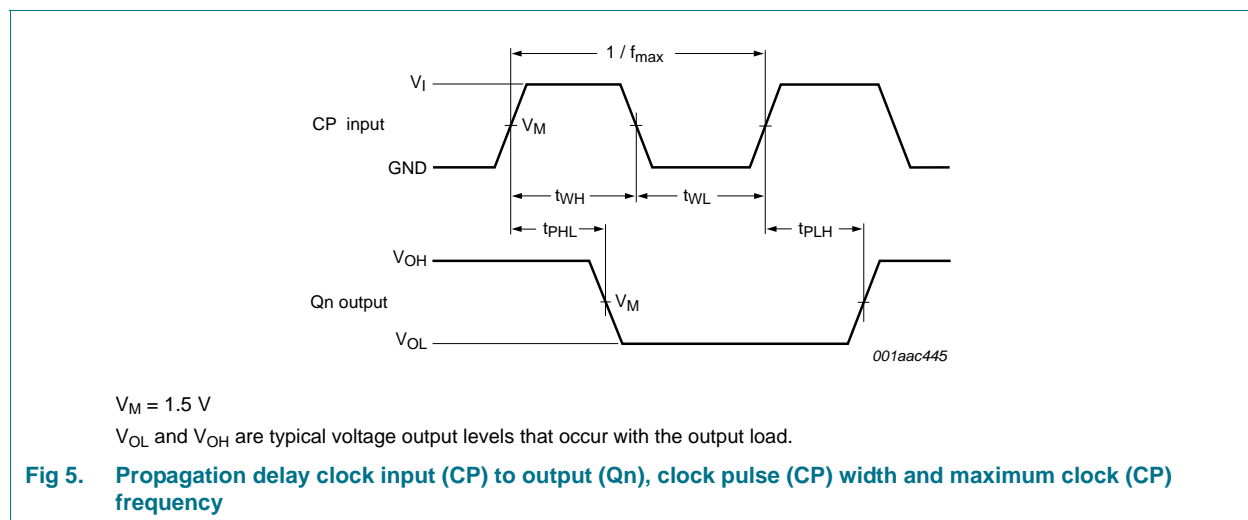 1 / fmax
VI
CP input
VM
GND
tWH
tWL
tPHL
tPLH
VOH
Qn output
VM
VOL
001aac445
VM = 1.5 V
VOL and VOH are typical voltage output levels that occur with the output load.
Fig 5. Propagation delay clock input (CP) to output (Qn), clock pulse (CP) width and maximum clock (CP)
frequency